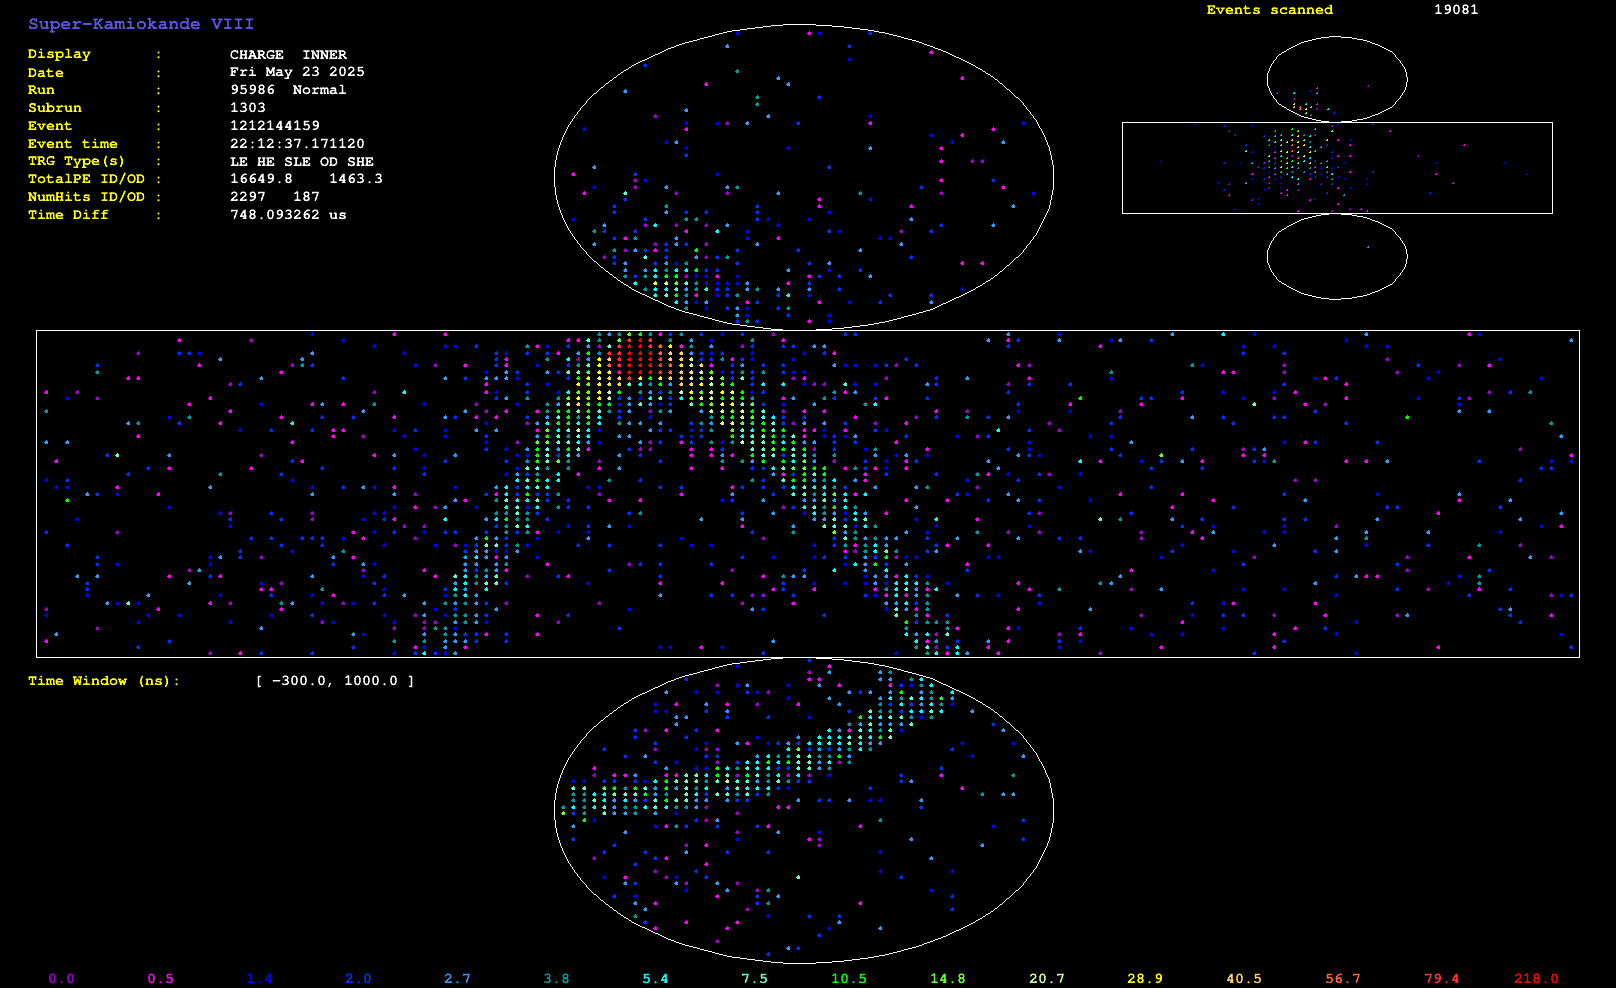 Super-Kamiokande VIII
Events scanned 19081
Display : CHARGE INNER
Date : Fri May 23 2025
Run : 95986 Normal
Subrun : 1303
Event : 1212144159
Event time : 22:12:37.171120
TRG Type(s) : LE HE SLE OD SHE
TotalPE ID/OD : 16649.8 1463.3
NumHits ID/OD : 2297 187
Time Diff : 748.093262 us
Time Window (ns): [ -300.0, 1000.0 ]
0.0 0.5 1.4 2.0 2.7 3.8 5.4 7.5 10.5 14.8 20.7 28.9 40.5 56.7 79.4 218.0